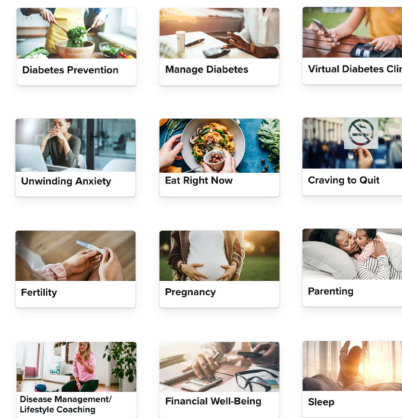 Diabetes Prevention
Manage Diabetes
Virtual Diabetes
Unwinding Anxiety
Eat Right Now
Craving to Quit
Fertility
Pregnancy
Parenting
Disease Management/
Lifestyle Coaching
Financial Well-Being
Sleep